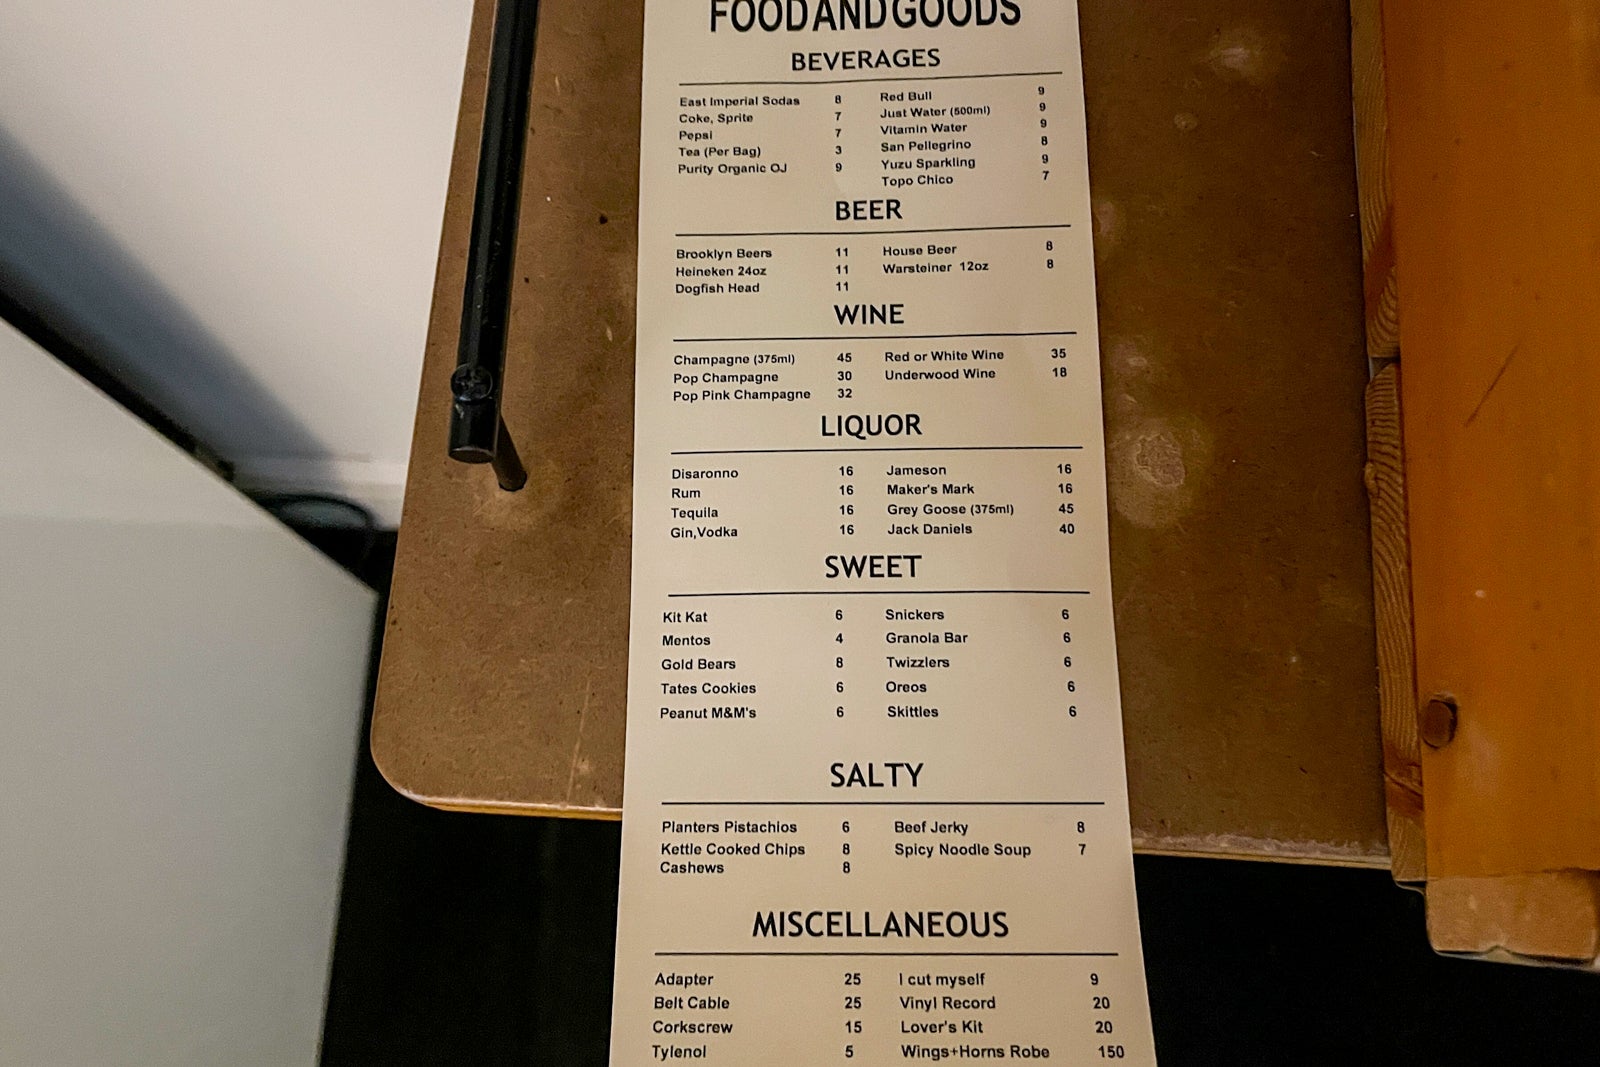 FOOD AND GOODS
BEVERAGES
East Imperial Sodas 8 Red Bull 9
Coke, Sprite 7 Just Water (500ml) 9
Pepsi 7 Vitamin Water 9
Tea (Per Bag) 3 San Pellegrino 8
Purity Organic OJ 9 Yuzu Sparkling 9
Topo Chico 7
BEER
Brooklyn Beers 11 House Beer 8
Heineken 24oz 11 Warsteiner 12oz 8
Dogfish Head 11
WINE
Champagne (375ml) 45 Red or White Wine 35
Pop Champagne 30 Underwood Wine 18
Pop Pink Champagne 32
LIQUOR
Disaronno 16 Jameson 16
Rum 16 Maker's Mark 16
Tequila 16 Grey Goose (375ml) 45
Gin,Vodka 16 Jack Daniels 40
SWEET
Kit Kat 6 Snickers 6
Mentos 4 Granola Bar 6
Gold Bears 8 Twizzlers 6
Tates Cookies 6 Oreos 6
Peanut M&M's 6 Skittles 6
SALTY
Planters Pistachios 6 Beef Jerky 8
Kettle Cooked Chips 8 Spicy Noodle Soup 7
Cashews 8
MISCELLANEOUS
Adapter 25 I cut myself 9
Belt Cable 25 Vinyl Record 20
Corkscrew 15 Lover's Kit 20
Tylenol 5 Wings+Horns Robe 150